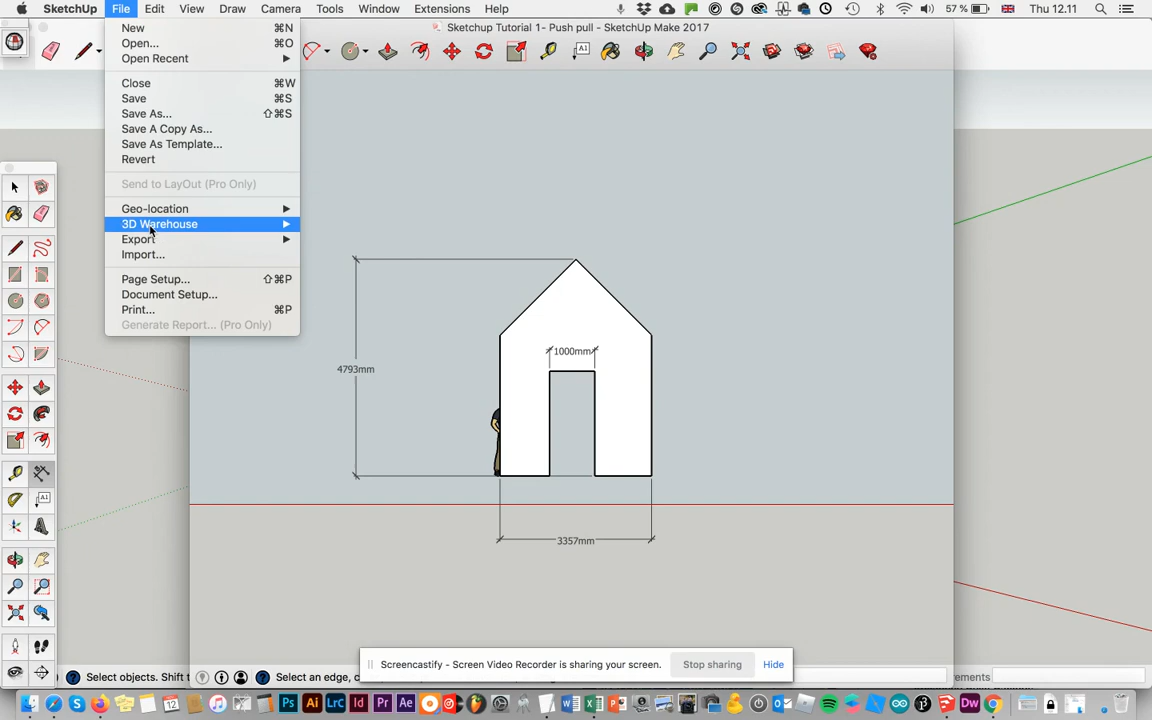 SketchUp File Edit View Draw Camera Tools Window Extensions Help 57 % Thu 12.11
Sketchup Tutorial 1- Push pull - SketchUp Make 2017
New ⌘N
Open... ⌘O
Open Recent
Close ⌘W
Save ⌘S
Save As... ⇧⌘S
Save A Copy As...
Save As Template...
Revert
Send to LayOut (Pro Only)
Geo-location
3D Warehouse
Export
Import...
Page Setup... ⇧⌘P
Document Setup...
Print... ⌘P
Generate Report... (Pro Only)
1000mm
4793mm
3357mm
Screencastify - Screen Video Recorder is sharing your screen. Stop sharing Hide
Select objects. Shift t
Select an edge, c
rements